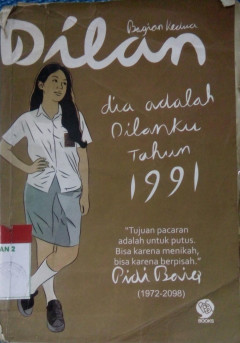 Bagian Kedua
Dilan
dia adalah
Dilanku
Tahun
1991
"Tujuan pacaran
adalah untuk putus.
Bisa karena menikah,
bisa karena berpisah."
Pidi Baiq
(1972-2098)
BOOKS
AN 2